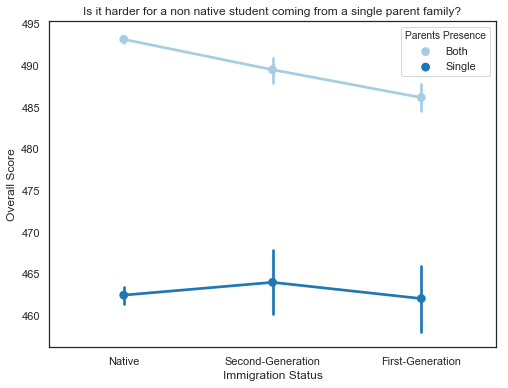 Is it harder for a non native student coming from a single parent family?
Parents Presence
Both
Single
495
490
485
480
475
470
465
460
Overall Score
Native
Second-Generation
First-Generation
Immigration Status